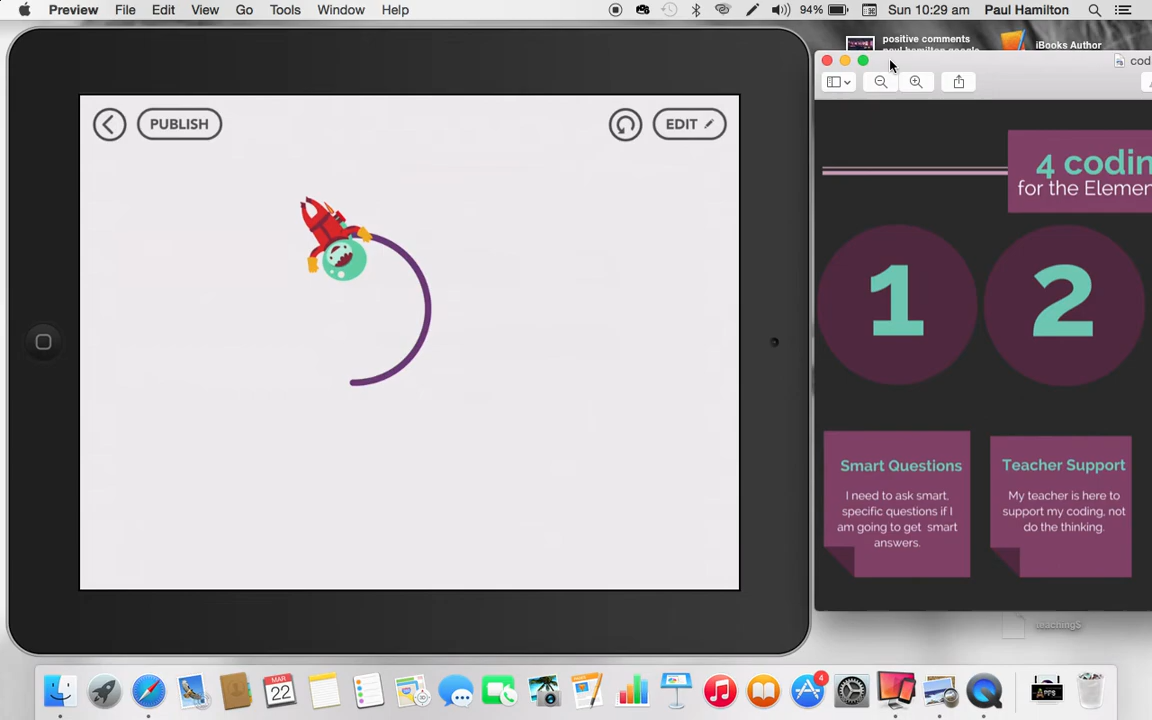 Preview File Edit View Go Tools Window Help 94% Sun 10:29 am Paul Hamilton
positive comments
iBooks Author
PUBLISH
EDIT
cod
4 codin
for the Elemen
1
2
Smart Questions
I need to ask smart,
specific questions if I
am going to get smart
answers.
Teacher Support
My teacher is here to
support my coding, not
do the thinking.
MAR
22
4
APPS